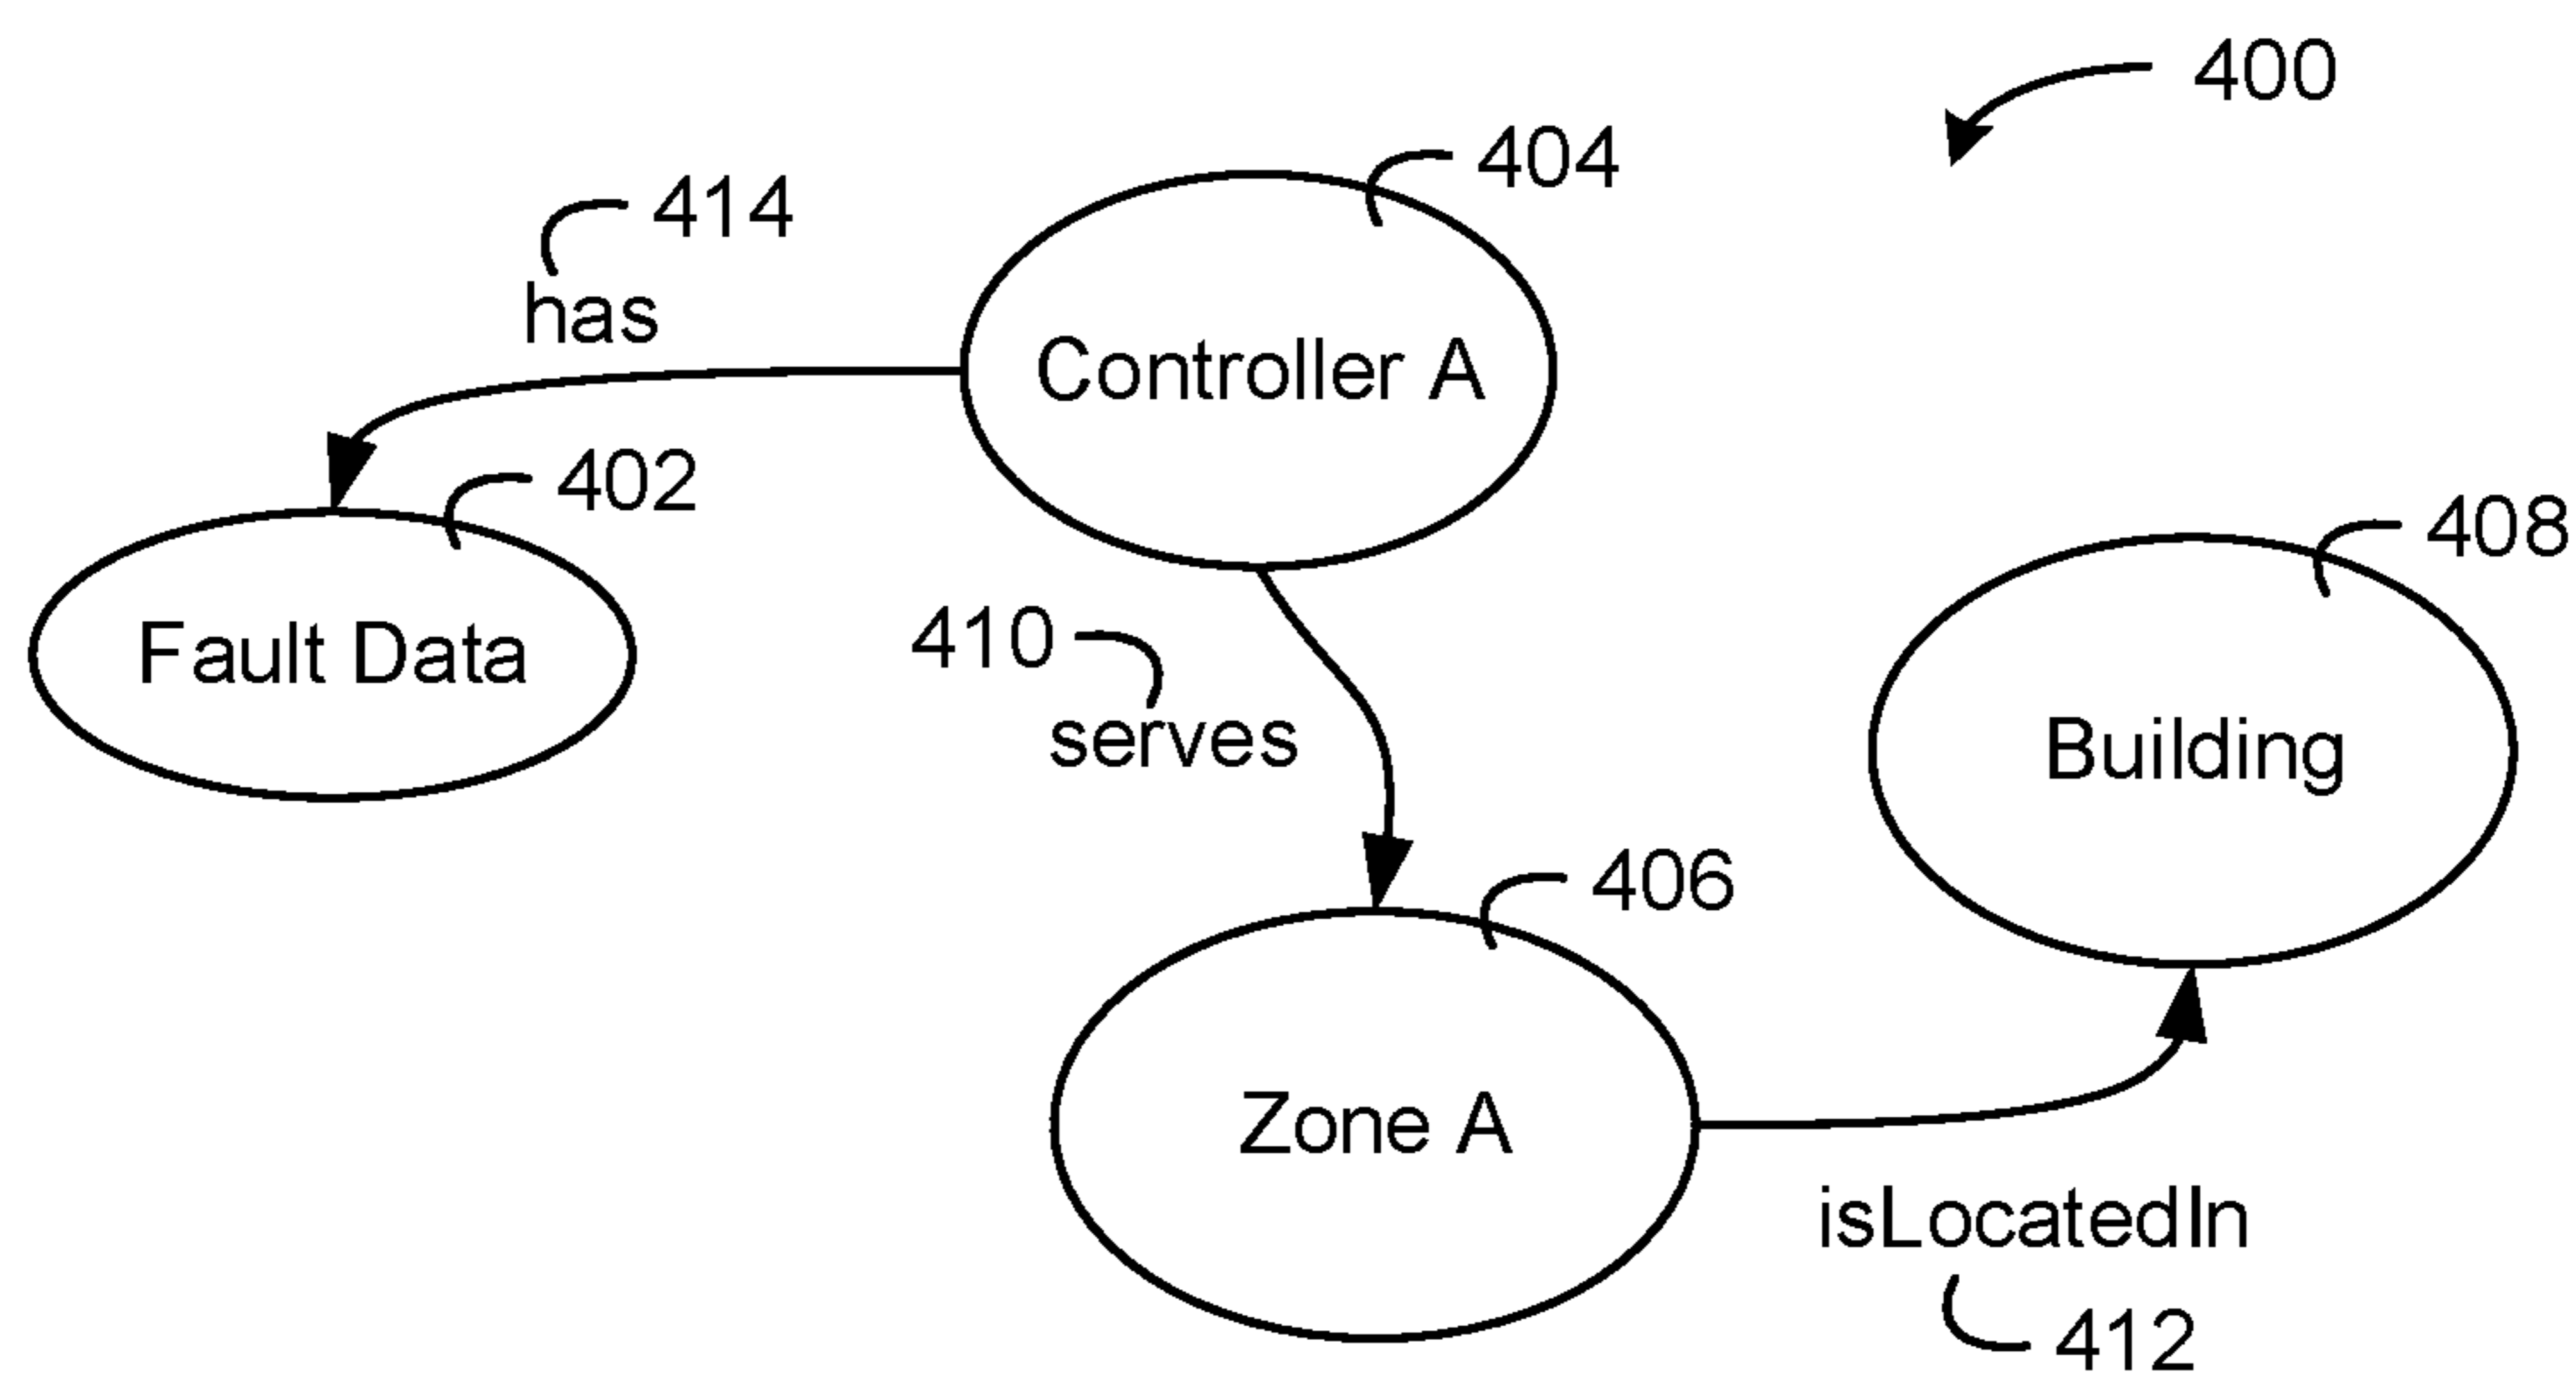 400
404
414
has
Controller A
402
408
Fault Data
410
serves
Building
406
Zone A
isLocatedIn
412